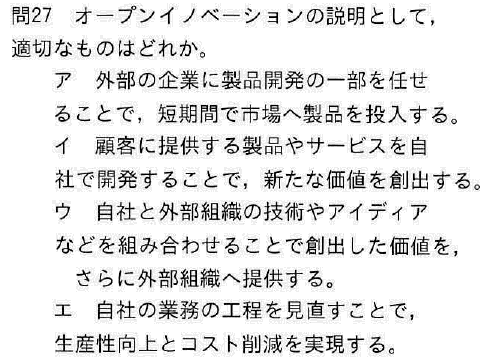 問27 オープンイノベーションの説明として，
適切なものはどれか。
ア 外部の企業に製品開発の一部を任せ
ることで，短期間で市場へ製品を投入する。
イ 顧客に提供する製品やサービスを自
社で開発することで，新たな価値を創出する。
ウ 自社と外部組織の技術やアイディア
などを組み合わせることで創出した価値を，
さらに外部組織へ提供する。
エ 自社の業務の工程を見直すことで，
生産性向上とコスト削減を実現する。